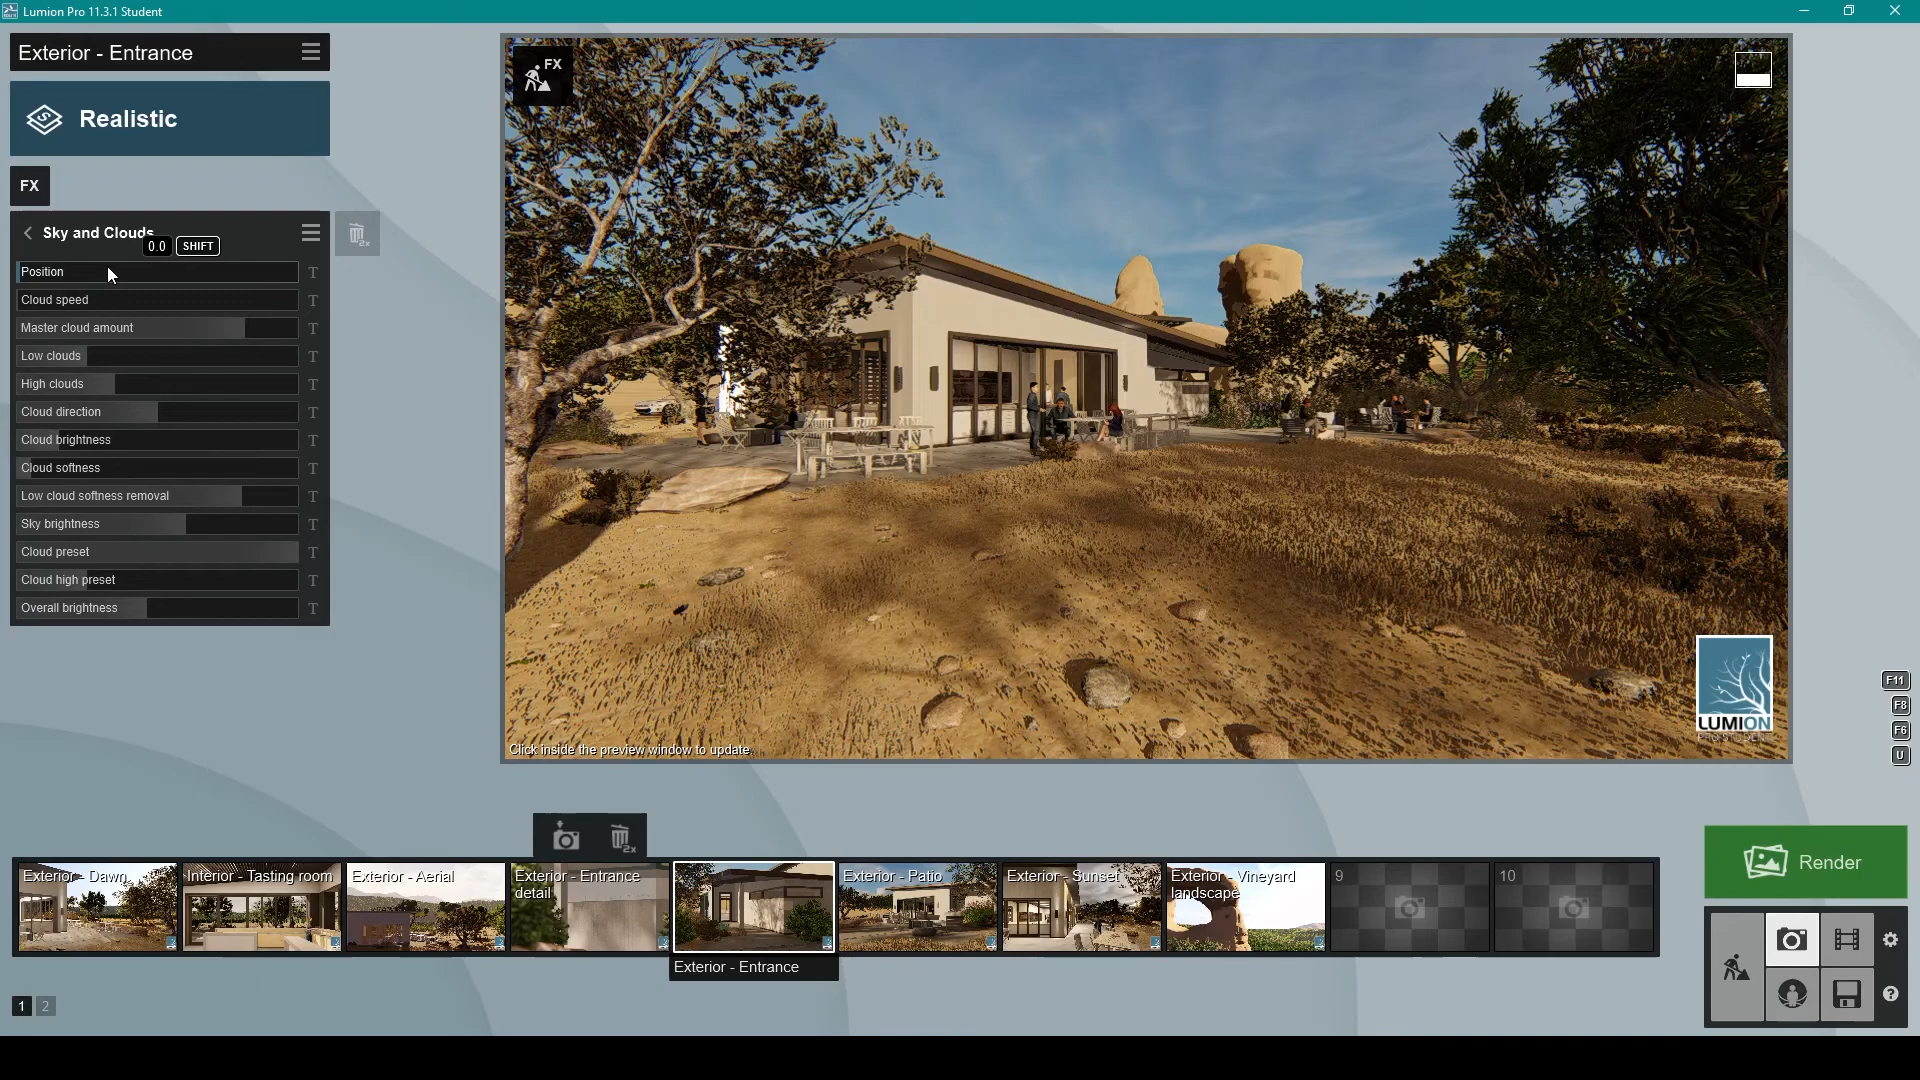 Lumion Pro 11.3.1 Student
Exterior - Entrance
Realistic
FX
Sky and Clouds
0.0 SHIFT
Position T
Cloud speed T
Master cloud amount T
Low clouds T
High clouds T
Cloud direction T
Cloud brightness T
Cloud softness T
Low cloud softness removal T
Sky brightness T
Cloud preset T
Cloud high preset T
Overall brightness T
2x
FX
LUMION
PRO STUDENT
Click inside the preview window to update.
F11
F8
F6
U
2x
Exterior - Dawn
Interior - Tasting room
Exterior - Aerial
Exterior - Entrance
detail
Exterior - Patio
Exterior - Sunset
Exterior - Vineyard
landscape
9
10
Exterior - Entrance
Render
?
1 2